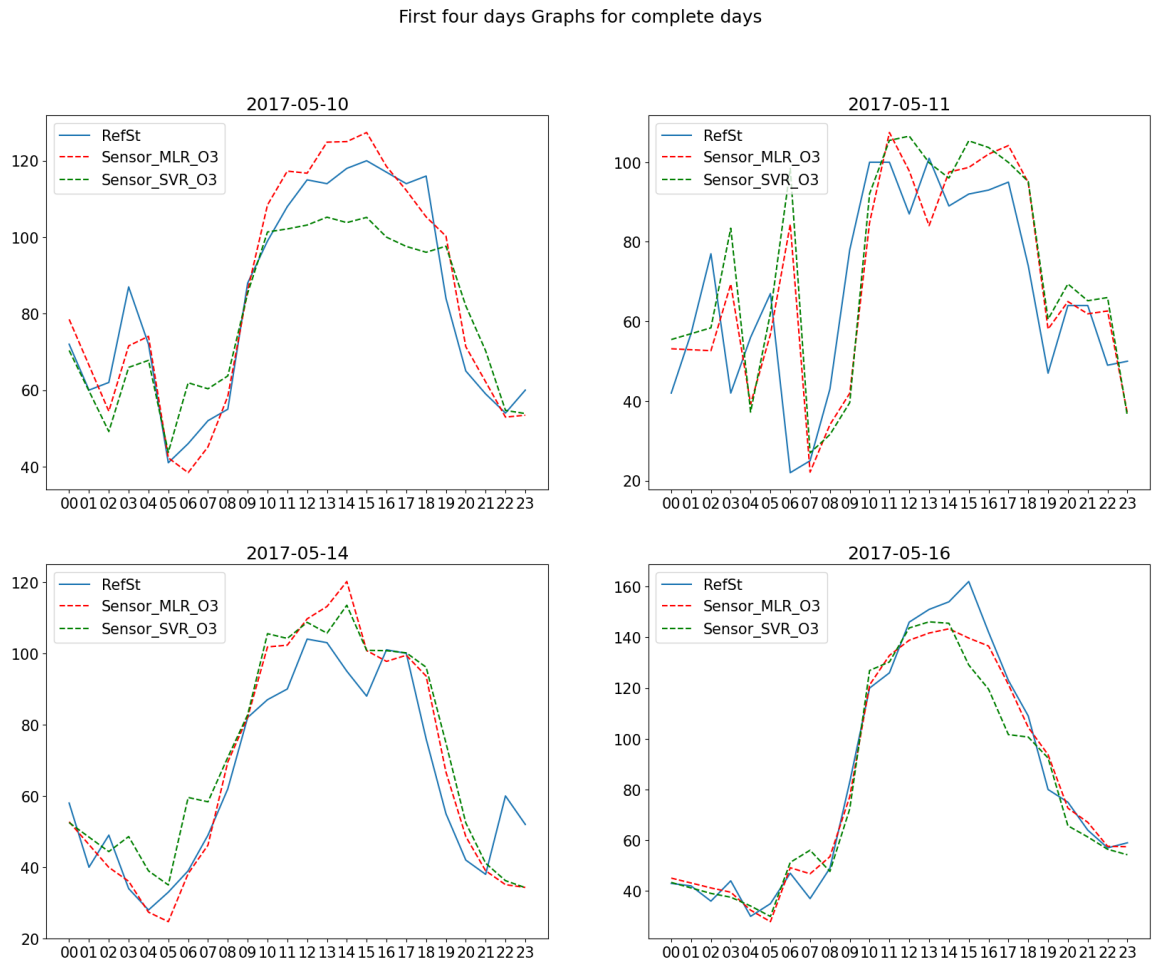 First four days Graphs for complete days
2017-05-10
RefSt
Sensor_MLR_O3
Sensor_SVR_O3
120
100
80
60
40
00 01 02 03 04 05 06 07 08 09 10 11 12 13 14 15 16 17 18 19 20 21 22 23
2017-05-11
RefSt
Sensor_MLR_O3
Sensor_SVR_O3
100
80
60
40
20
00 01 02 03 04 05 06 07 08 09 10 11 12 13 14 15 16 17 18 19 20 21 22 23
2017-05-14
RefSt
Sensor_MLR_O3
Sensor_SVR_O3
120
100
80
60
40
20
00 01 02 03 04 05 06 07 08 09 10 11 12 13 14 15 16 17 18 19 20 21 22 23
2017-05-16
RefSt
Sensor_MLR_O3
Sensor_SVR_O3
160
140
120
100
80
60
40
00 01 02 03 04 05 06 07 08 09 10 11 12 13 14 15 16 17 18 19 20 21 22 23